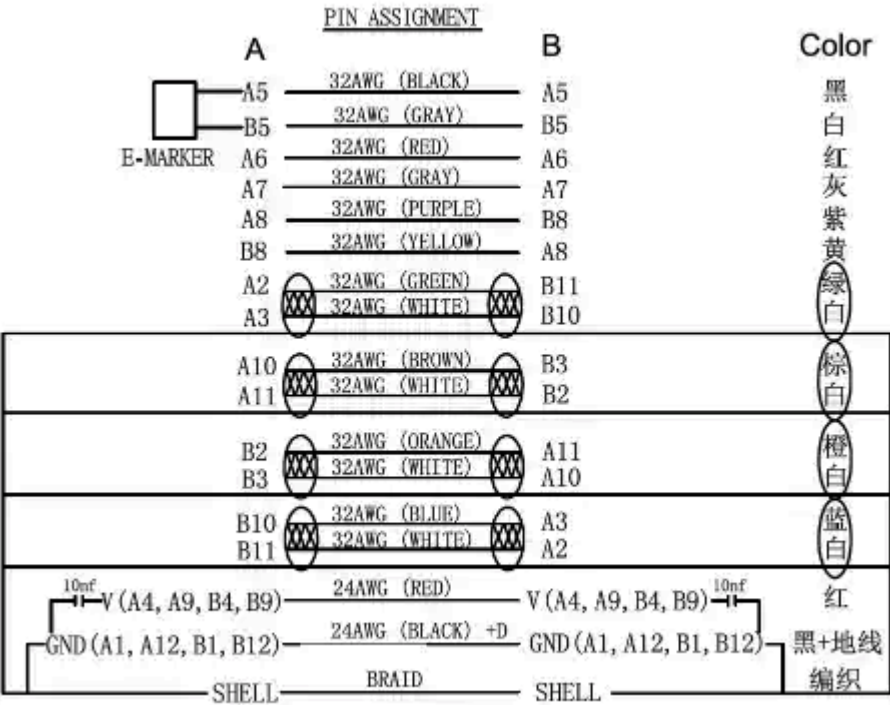 PIN ASSIGNMENT
A B Color
A5 32AWG (BLACK) A5 黑
B5 32AWG (GRAY) B5 白
E-MARKER A6 32AWG (RED) A6 红
A7 32AWG (GRAY) A7 灰
A8 32AWG (PURPLE) B8 紫
B8 32AWG (YELLOW) A8 黄
A2 32AWG (GREEN) B11 绿
A3 32AWG (WHITE) B10 白
A10 32AWG (BROWN) B3 棕
A11 32AWG (WHITE) B2 白
B2 32AWG (ORANGE) A11 橙
B3 32AWG (WHITE) A10 白
B10 32AWG (BLUE) A3 蓝
B11 32AWG (WHITE) A2 白
10nf V(A4, A9, B4, B9) 24AWG (RED) V(A4, A9, B4, B9) 10nf 红
GND(A1, A12, B1, B12) 24AWG (BLACK) +D GND(A1, A12, B1, B12) 黑+地线
SHELL BRAID SHELL 编织